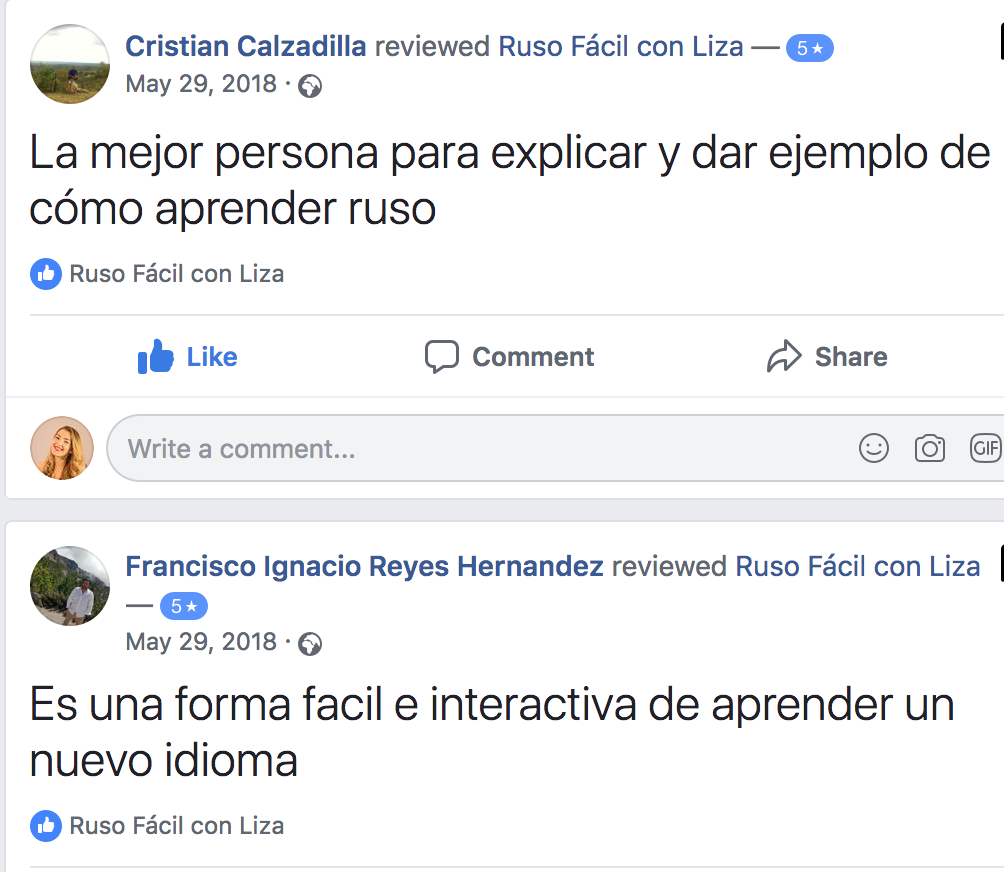 Cristian Calzadilla reviewed Ruso Fácil con Liza — 5★
May 29, 2018 ·
La mejor persona para explicar y dar ejemplo de
cómo aprender ruso
Ruso Fácil con Liza
Like Comment Share
Write a comment... GIF
Francisco Ignacio Reyes Hernandez reviewed Ruso Fácil con Liza
— 5★
May 29, 2018 ·
Es una forma facil e interactiva de aprender un
nuevo idioma
Ruso Fácil con Liza